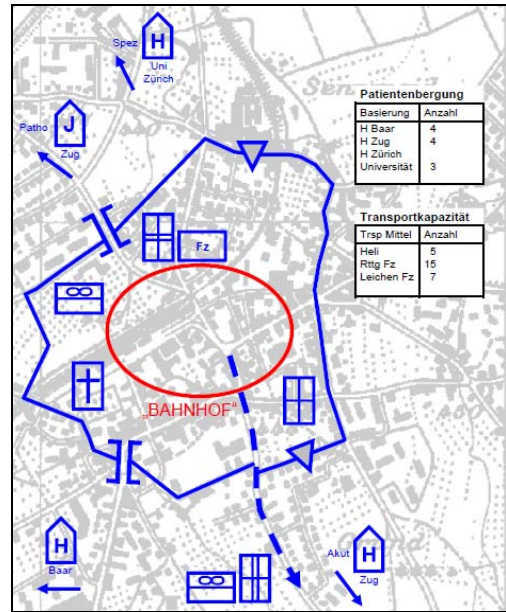 Spez
H
Uni
Zürich
Patho
J
Zug
Patientenbergung
Basierung Anzahl
H Baar 4
H Zug 4
H Zürich
Universität 3
Transportkapazität
Trsp Mittel Anzahl
Heli 5
Rttg Fz 15
Leichen Fz 7
Fz
„BAHNHOF"
H
Baar
Akut
H
Zug